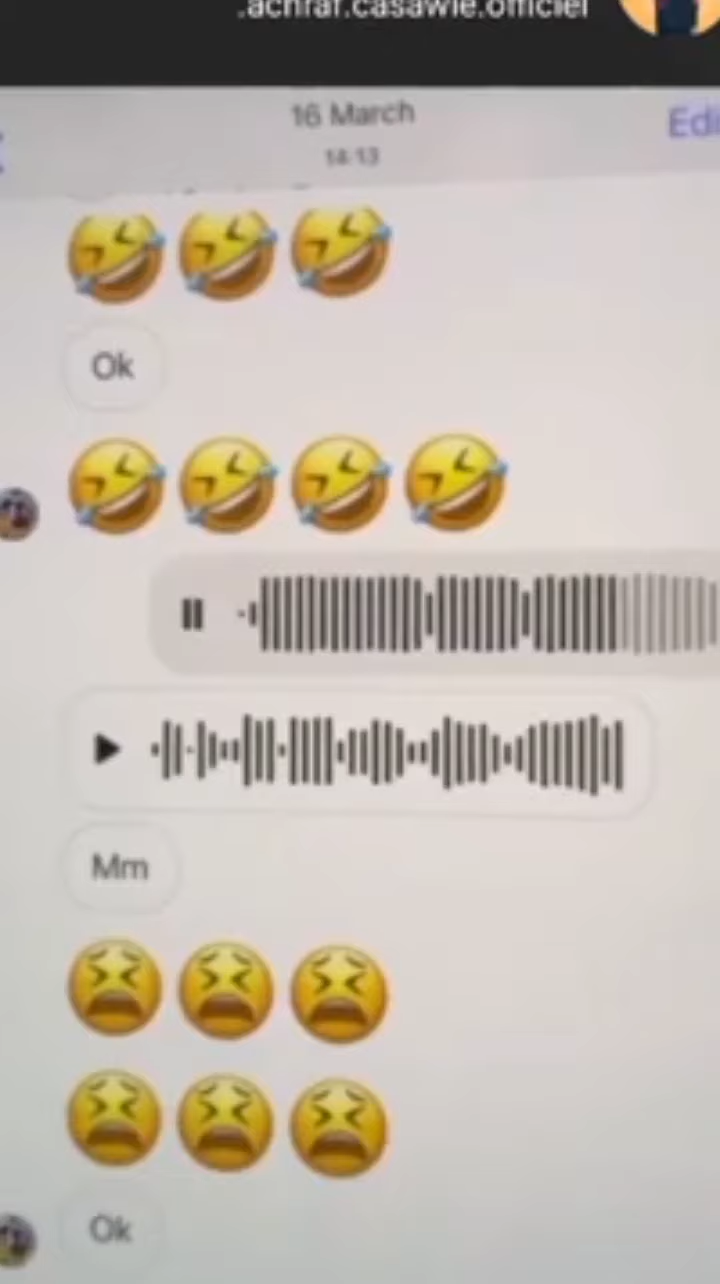 .achraf.casawie.officiel
16 March
14:13
Edi
🤣🤣🤣
Ok
🤣🤣🤣🤣
Mm
😫😫😫
😫😫😫
Ok